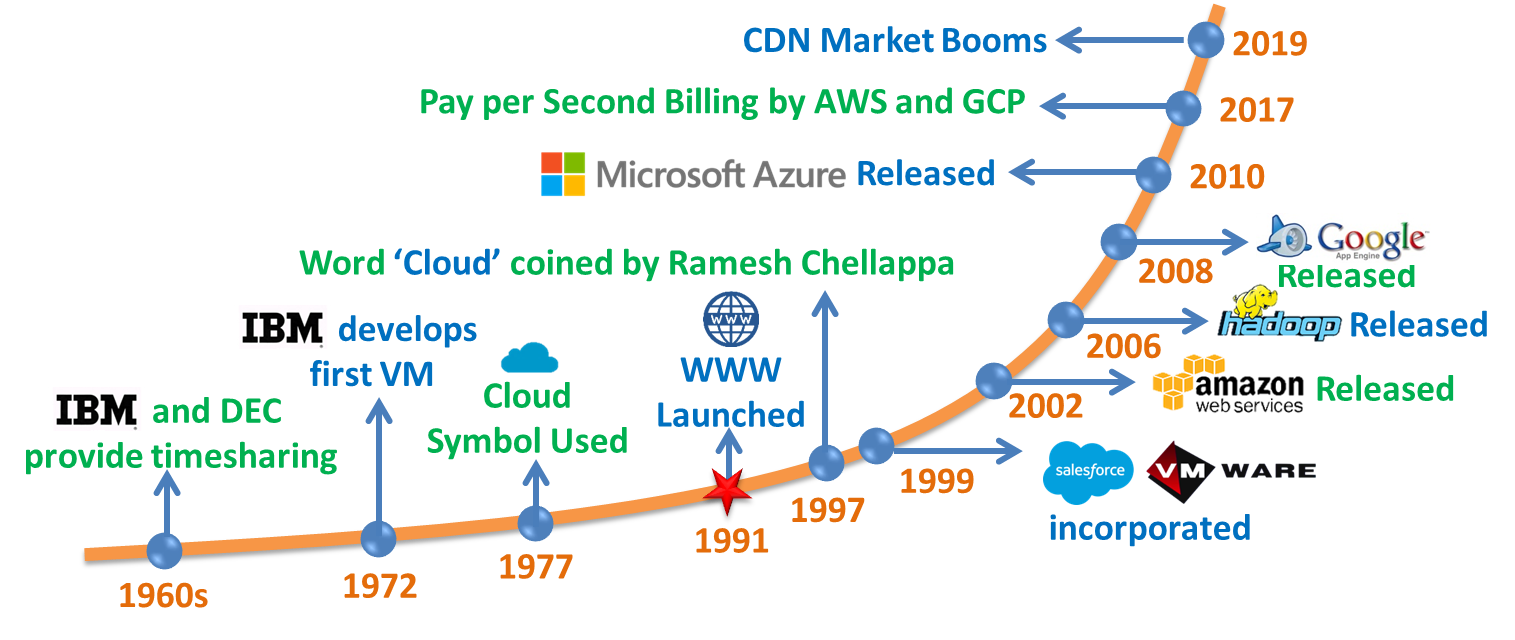 CDN Market Booms
2019
Pay per Second Billing by AWS and GCP
2017
Microsoft Azure Released
2010
Google
App Engine
Released
2008
Word ‘Cloud’ coined by Ramesh Chellappa
hadoop Released
2006
IBM develops
first VM
WWW
WWW
Launched
amazon
web services
Released
2002
Cloud
Symbol Used
IBM and DEC
provide timesharing
salesforce
VMWARE
incorporated
1999
1997
1991
1977
1972
1960s